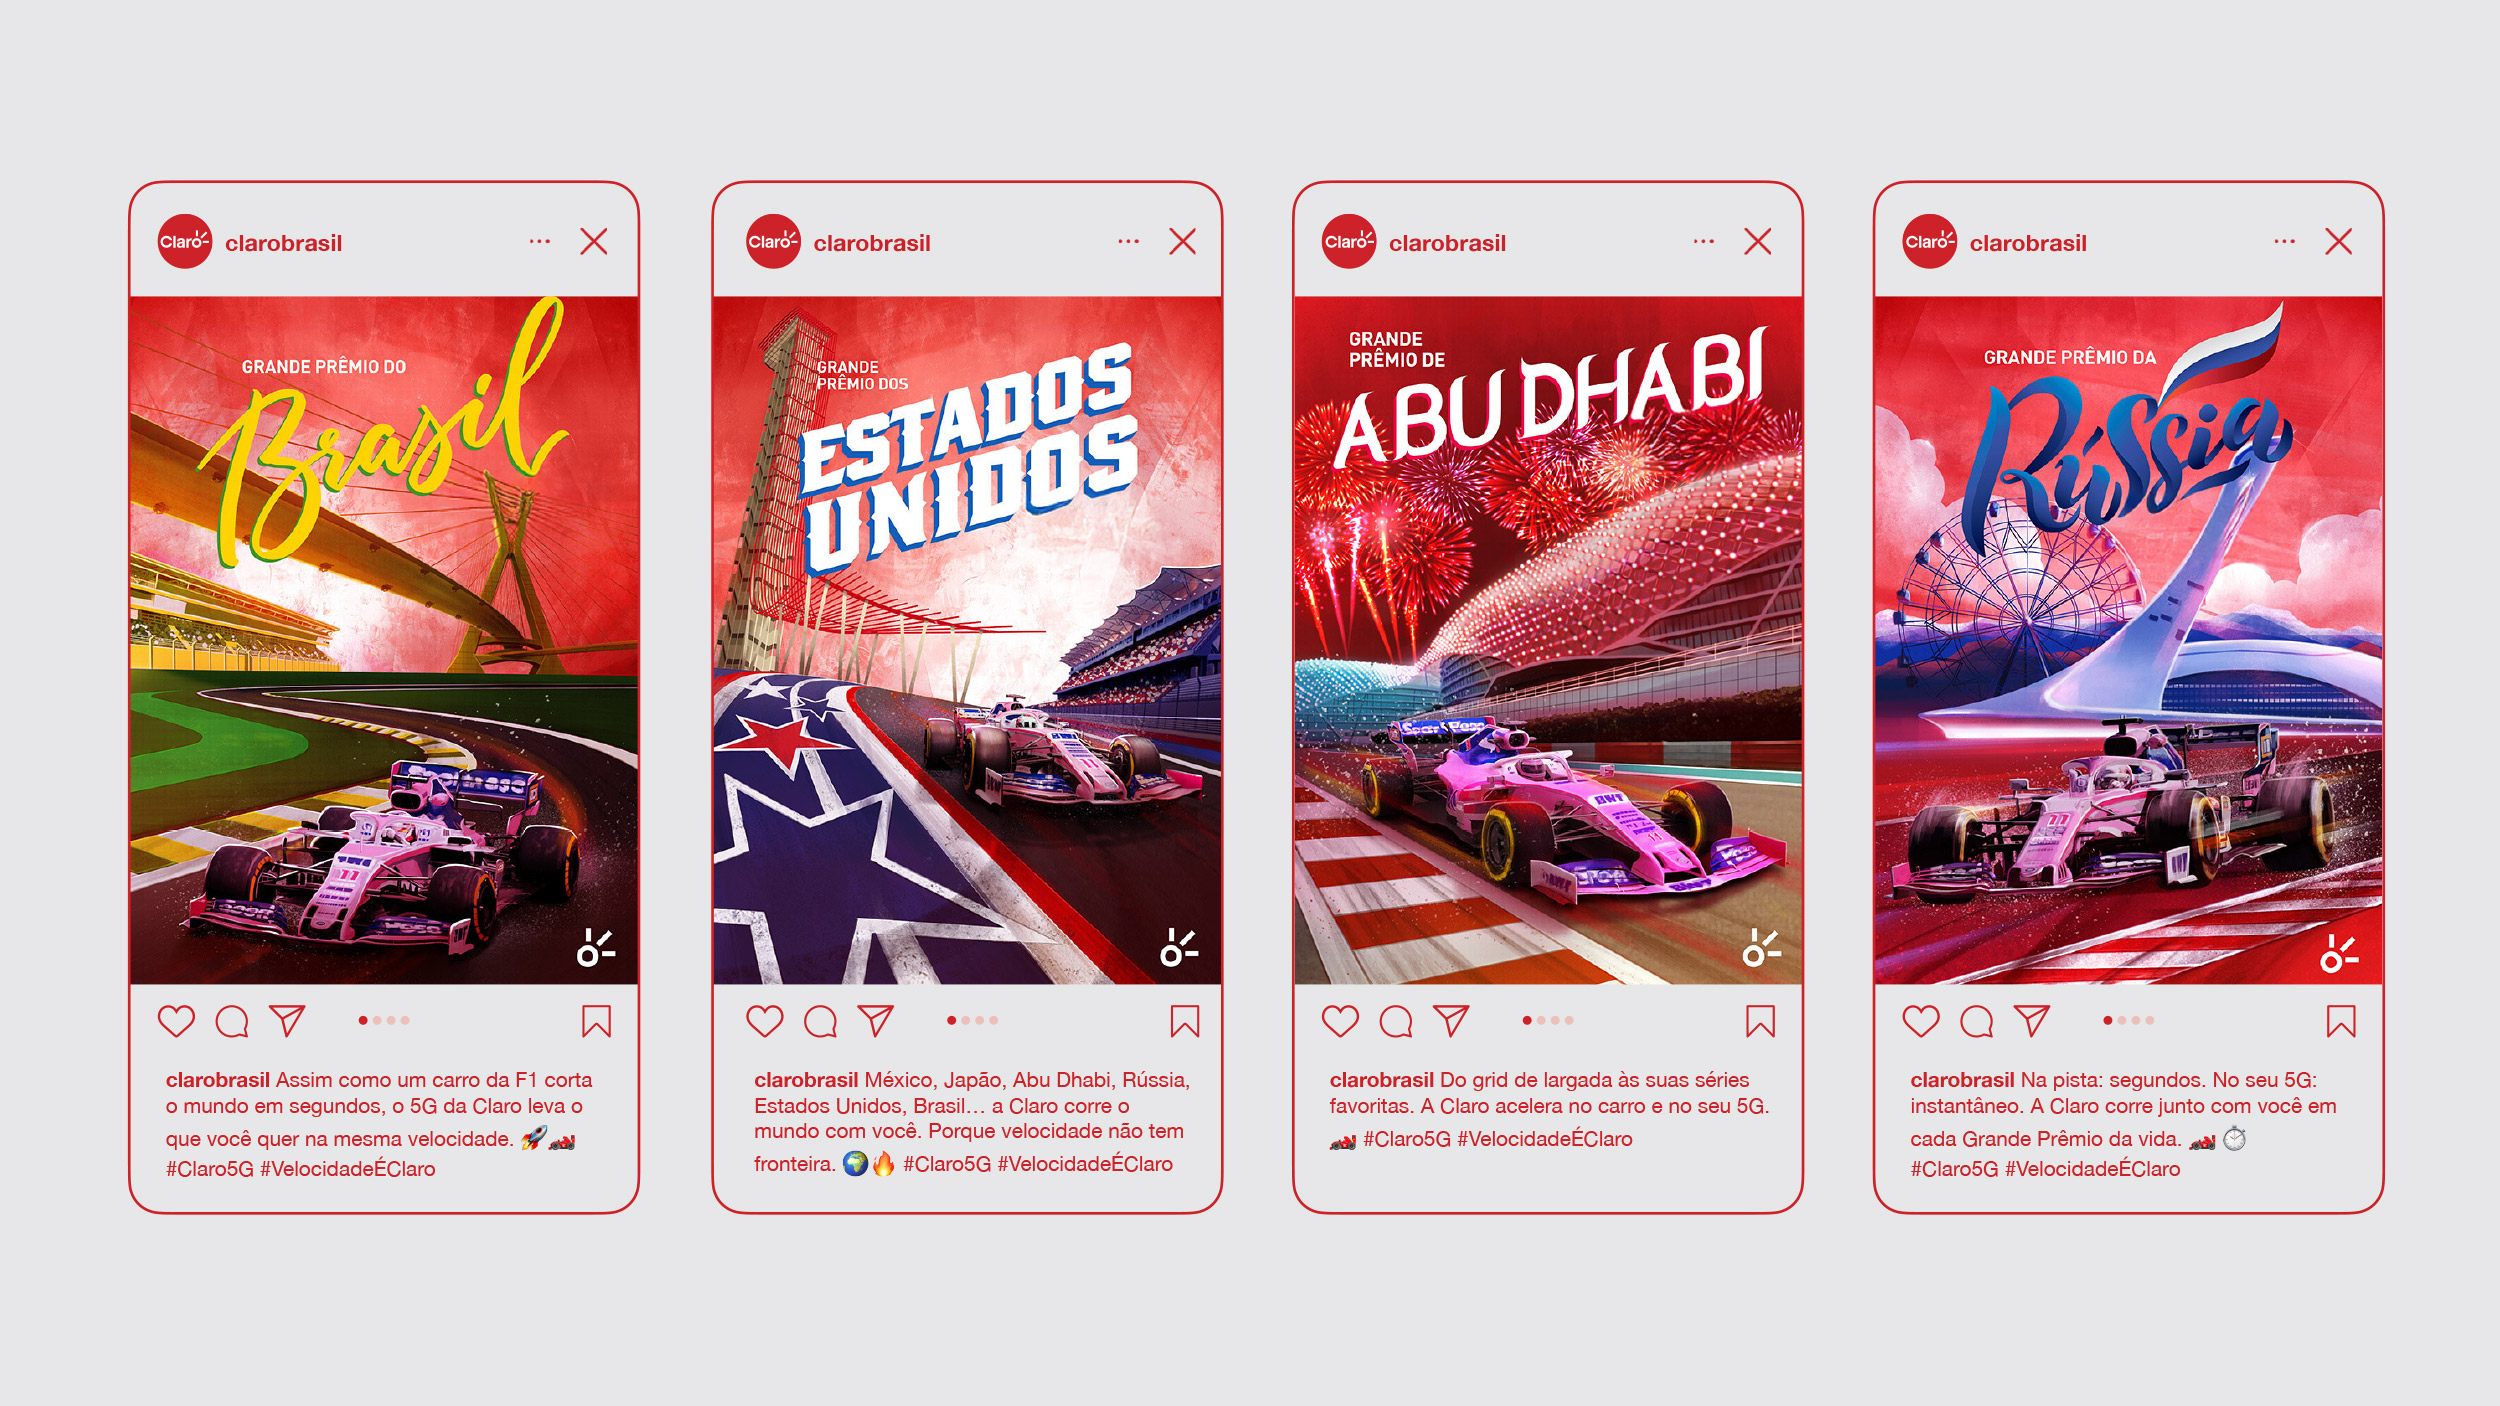 Claro
clarobrasil
GRANDE PRÊMIO DO
Brasil
11
clarobrasil Assim como um carro da F1 corta
o mundo em segundos, o 5G da Claro leva o
que você quer na mesma velocidade. 🚀🏎️
#Claro5G #VelocidadeÉClaro
Claro
clarobrasil
GRANDE
PRÊMIO DOS
ESTADOS
UNIDOS
11
clarobrasil México, Japão, Abu Dhabi, Rússia,
Estados Unidos, Brasil... a Claro corre o
mundo com você. Porque velocidade não tem
fronteira. 🌍🔥 #Claro5G #VelocidadeÉClaro
Claro
clarobrasil
GRANDE
PRÊMIO DE
ABU DHABI
BWT
11
clarobrasil Do grid de largada às suas séries
favoritas. A Claro acelera no carro e no seu 5G.
🏎️ #Claro5G #VelocidadeÉClaro
Claro
clarobrasil
GRANDE PRÊMIO DA
Rússia
11
clarobrasil Na pista: segundos. No seu 5G:
instantâneo. A Claro corre junto com você em
cada Grande Prêmio da vida. 🏎️ ⏱️
#Claro5G #VelocidadeÉClaro